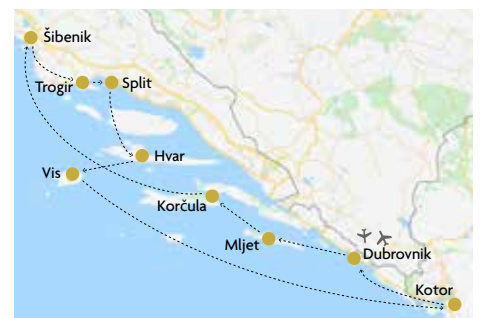 Šibenik
Trogir
Split
Hvar
Vis
Korčula
Mljet
Dubrovnik
Kotor